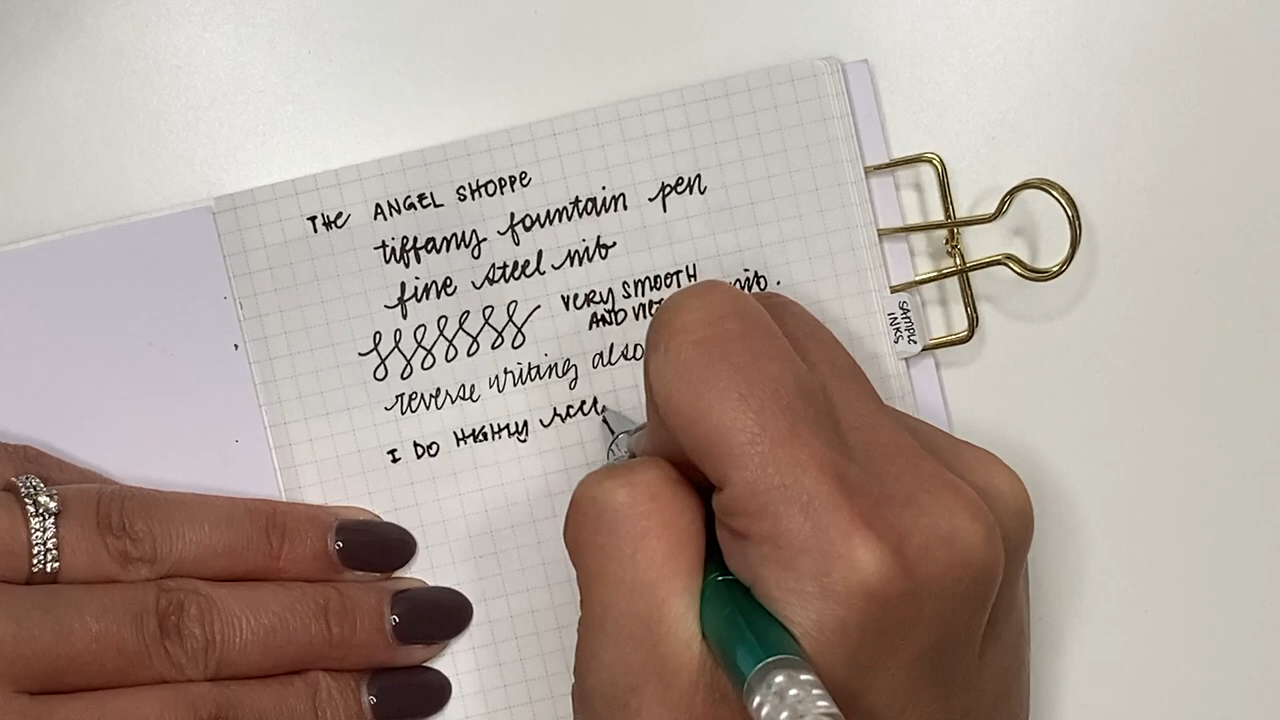 THE ANGEL SHOPPE
tiffany fountain pen
fine steel nib
VERY SMOOTH
AND nib.
reverse writing also
I DO HIGHLY
SAMPLE
INKS